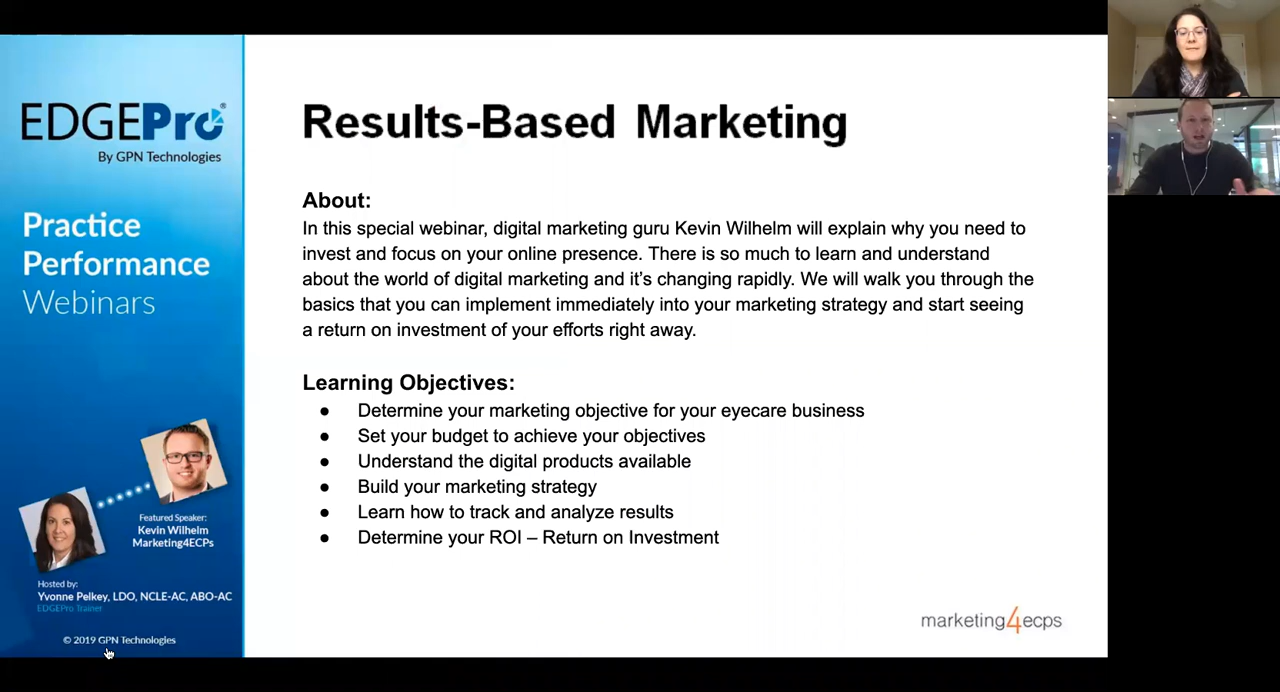 EDGEPro®
By GPN Technologies
Practice
Performance
Webinars
Featured Speaker:
Kevin Wilhelm
Marketing4ECPs
Hosted by:
Yvonne Pelkey, LDO, NCLE-AC, ABO-AC
EDGEPro Trainer
© 2019 GPN Technologies
Results-Based Marketing
About:
In this special webinar, digital marketing guru Kevin Wilhelm will explain why you need to
invest and focus on your online presence. There is so much to learn and understand
about the world of digital marketing and it's changing rapidly. We will walk you through the
basics that you can implement immediately into your marketing strategy and start seeing
a return on investment of your efforts right away.
Learning Objectives:
● Determine your marketing objective for your eyecare business
● Set your budget to achieve your objectives
● Understand the digital products available
● Build your marketing strategy
● Learn how to track and analyze results
● Determine your ROI – Return on Investment
marketing4ecps